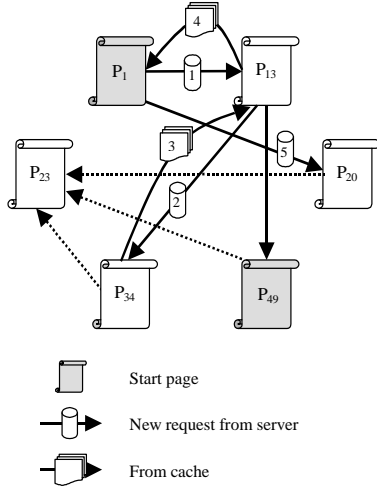 4
P1
1
P13
3
5
P23
P20
2
P34
P49
Start page
New request from server
From cache